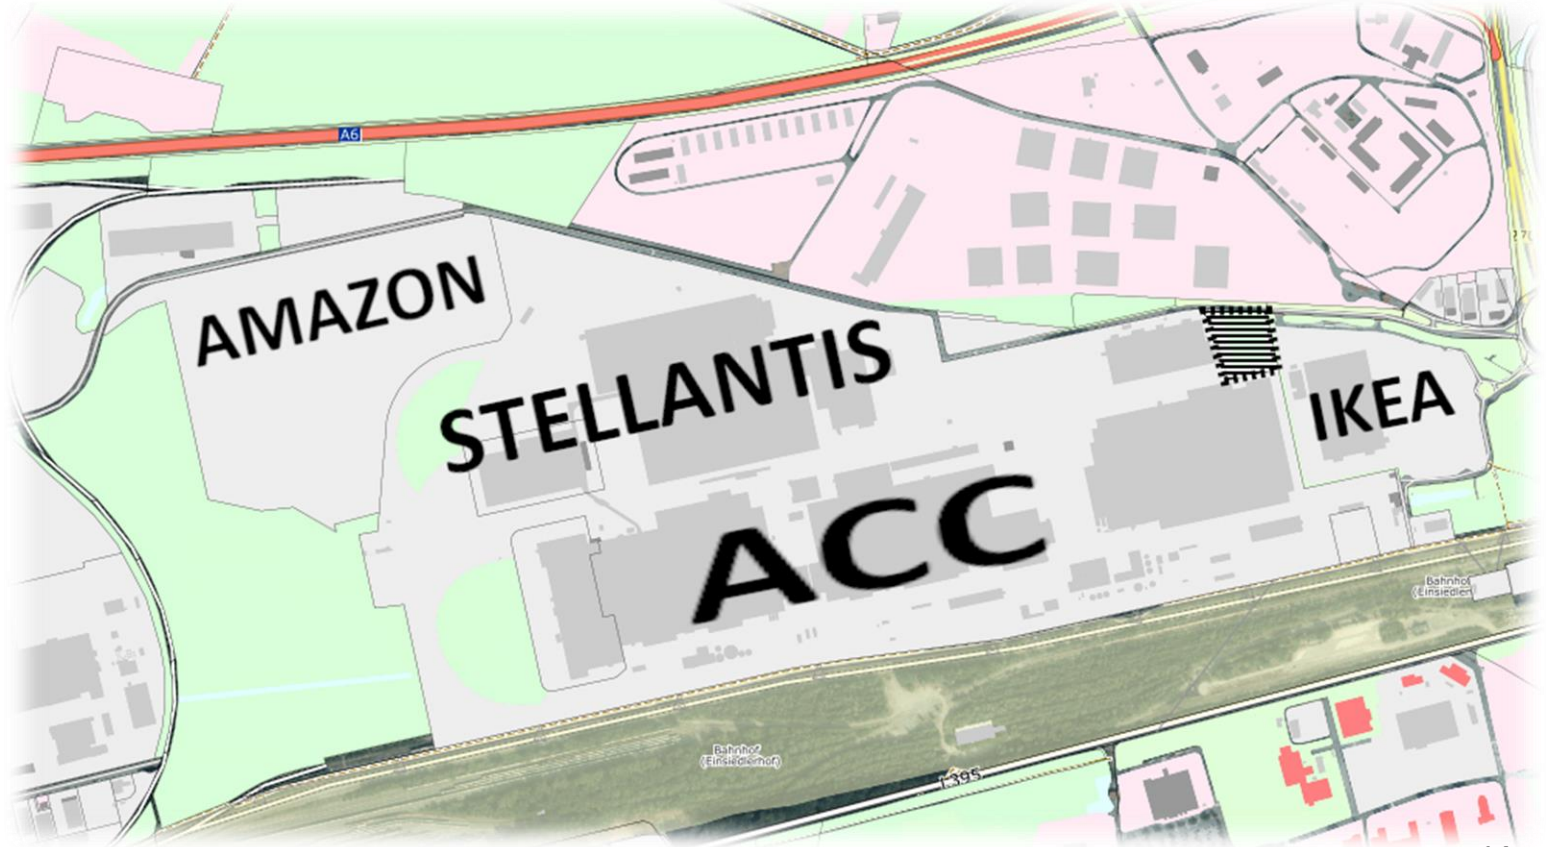 A6
AMAZON
STELLANTIS
IKEA
ACC
Bahnhof
(Einsiedler
Bahnhof
(Einsiedlerhof)
L395